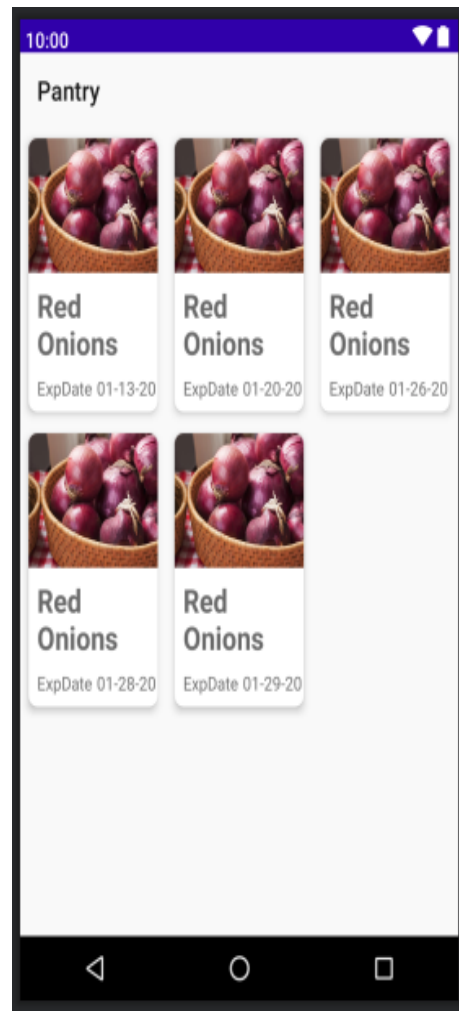 10:00
Pantry
Red
Onions
ExpDate 01-13-20
Red
Onions
ExpDate 01-20-20
Red
Onions
ExpDate 01-26-20
Red
Onions
ExpDate 01-28-20
Red
Onions
ExpDate 01-29-20